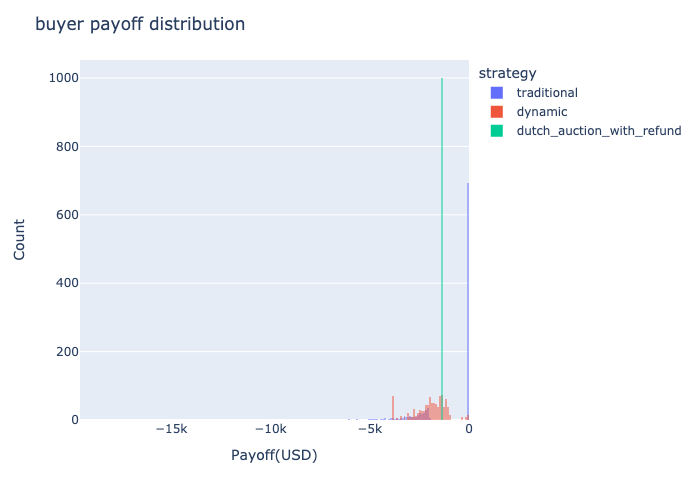 buyer payoff distribution
strategy
traditional
dynamic
dutch_auction_with_refund
1000
800
600
400
200
0
Count
−15k
−10k
−5k
0
Payoff(USD)